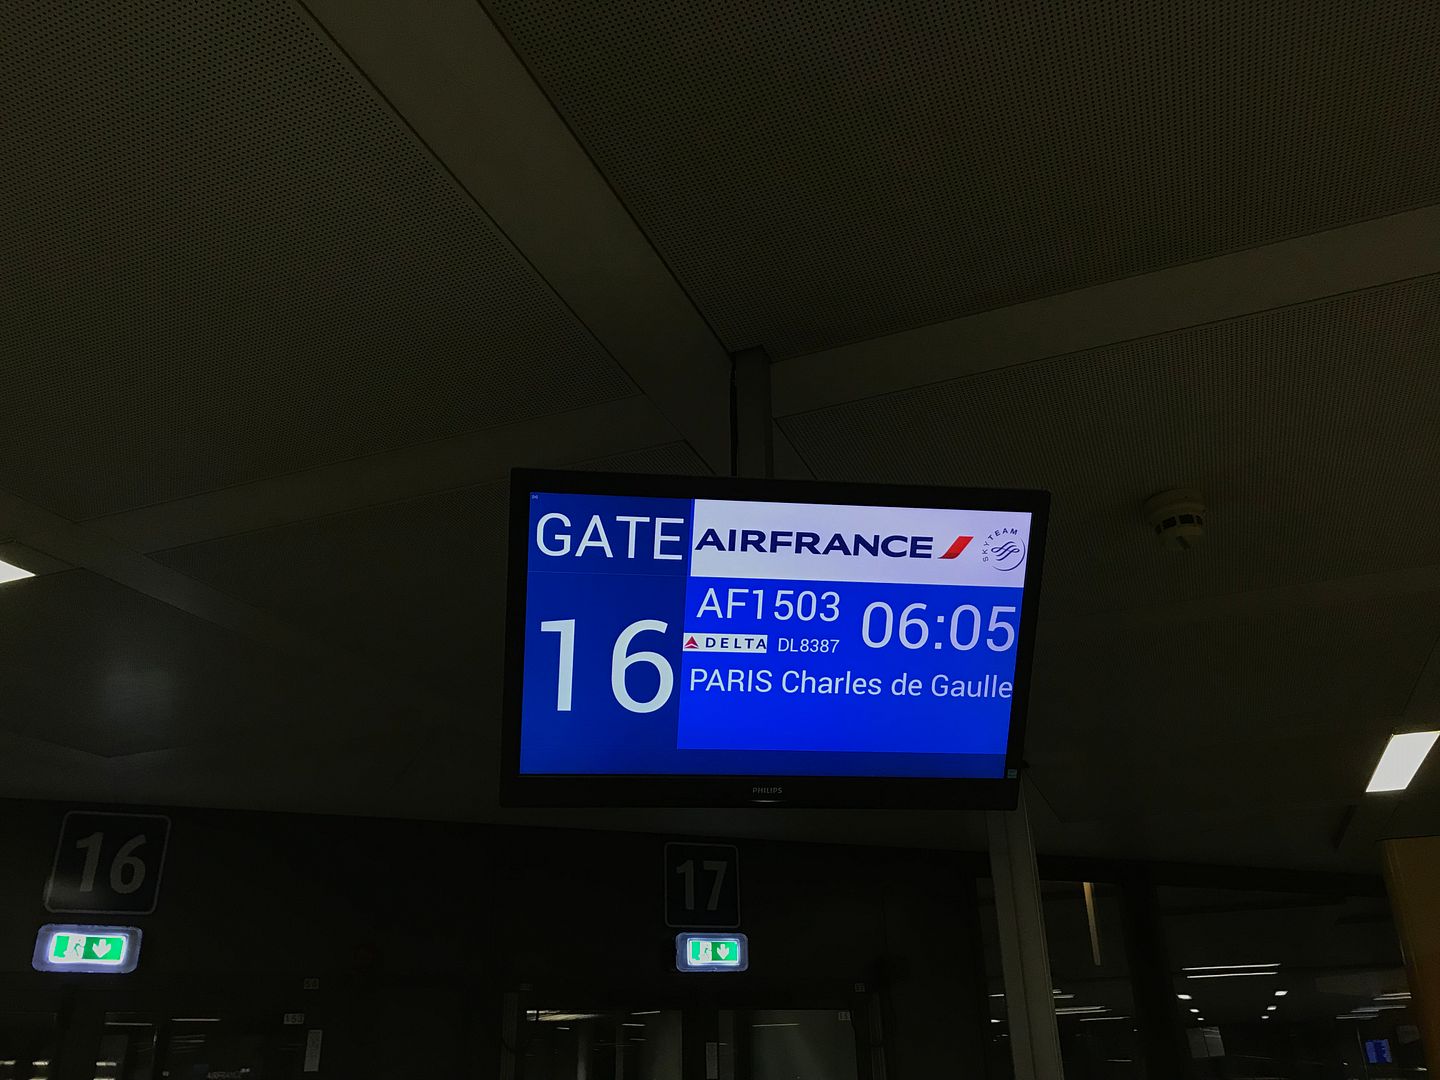 GATE
16
AIRFRANCE
SKYTEAM
AF1503
06:05
DELTA DL8387
PARIS Charles de Gaulle
PHILIPS
16
17